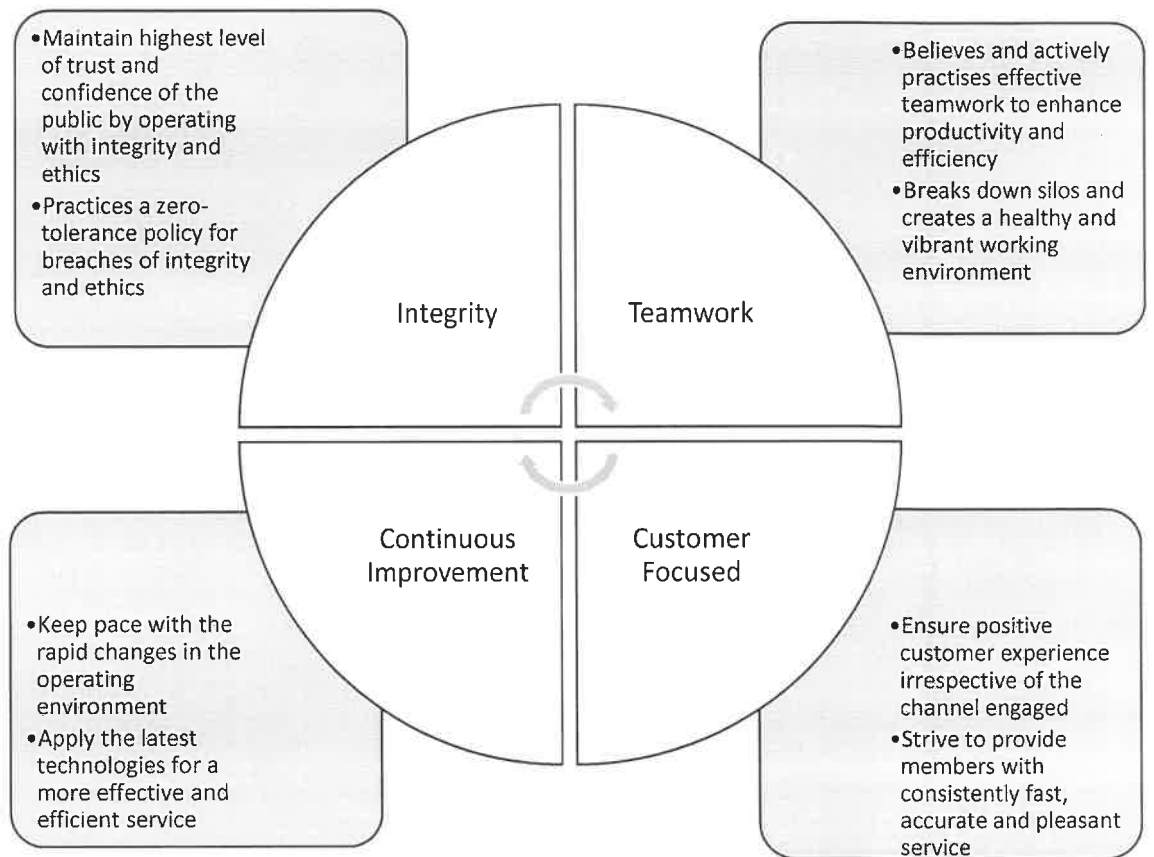 •Maintain highest level
of trust and
confidence of the
public by operating
with integrity and
ethics
•Practices a zero-
tolerance policy for
breaches of integrity
and ethics
•Believes and actively
practises effective
teamwork to enhance
productivity and
efficiency
•Breaks down silos and
creates a healthy and
vibrant working
environment
Integrity
Teamwork
Continuous
Improvement
Customer
Focused
•Keep pace with the
rapid changes in the
operating
environment
•Apply the latest
technologies for a
more effective and
efficient service
•Ensure positive
customer experience
irrespective of the
channel engaged
•Strive to provide
members with
consistently fast,
accurate and pleasant
service